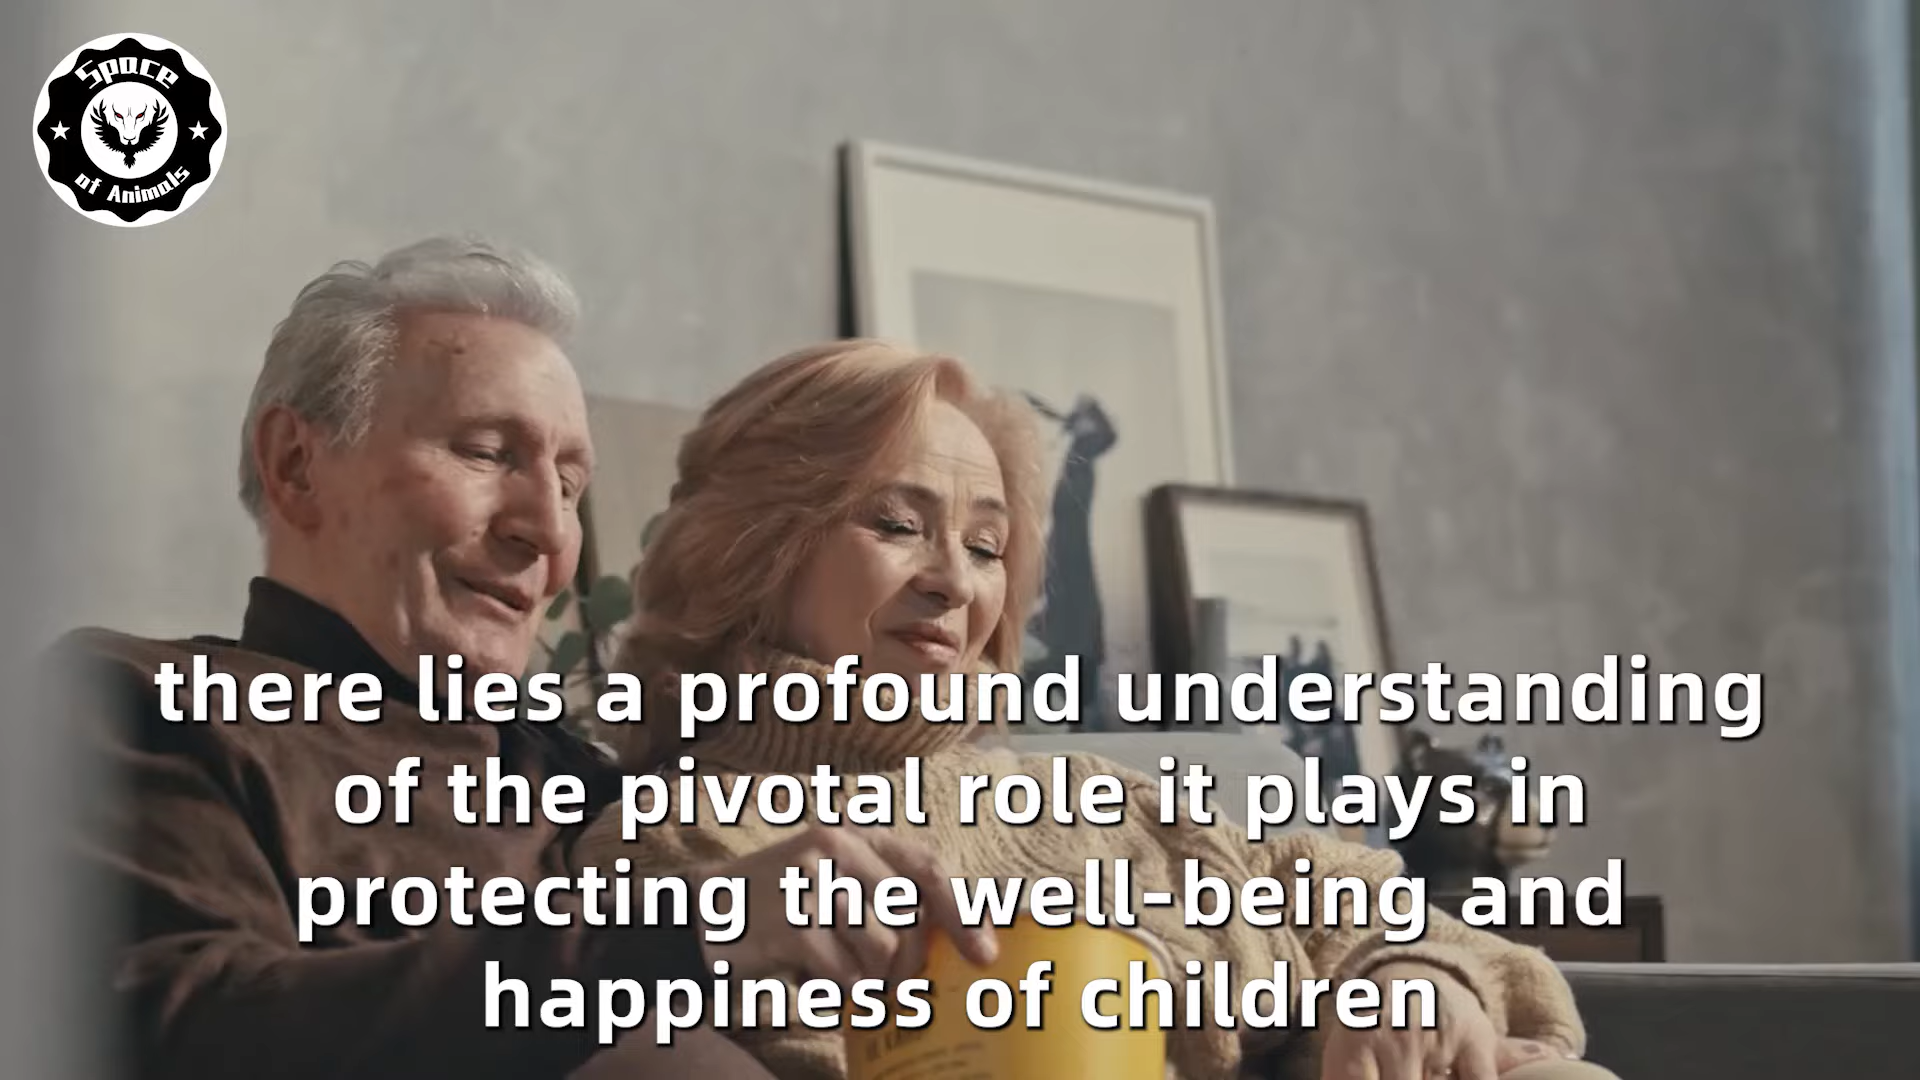 Space
of Animals
there lies a profound understanding
of the pivotal role it plays in
protecting the well-being and
happiness of children